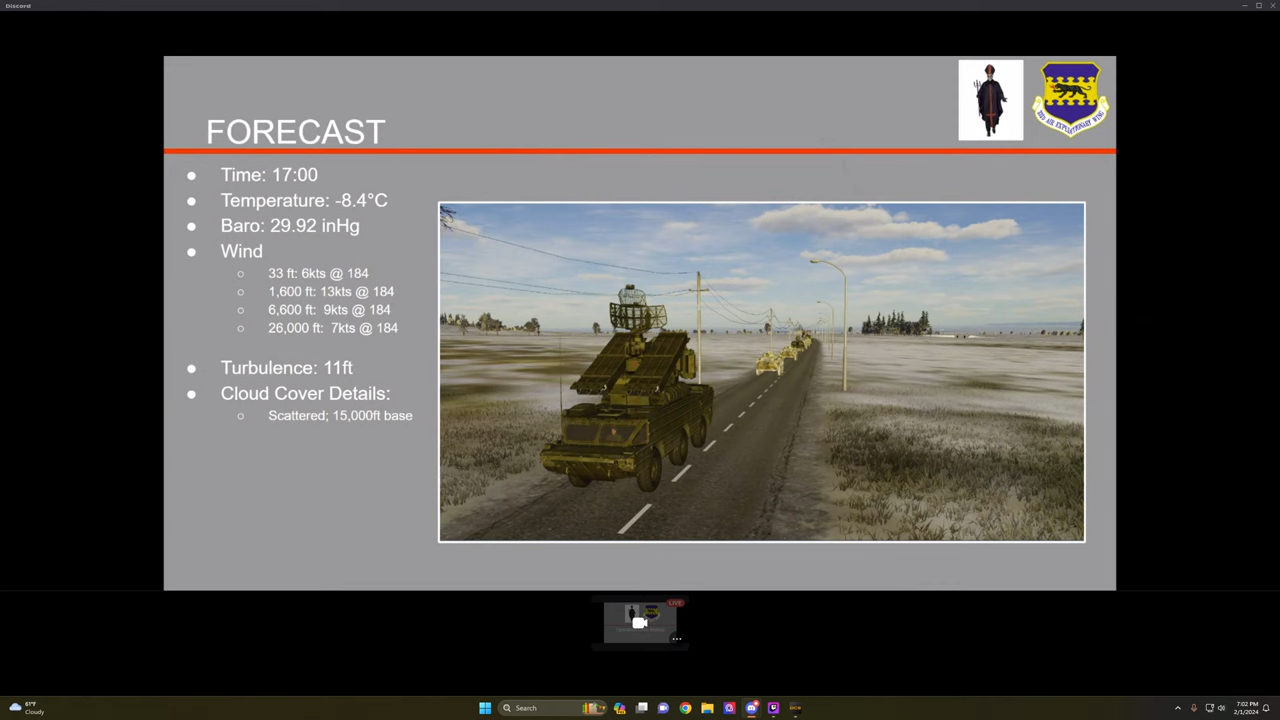 Discord
FORECAST
Time: 17:00
Temperature: -8.4°C
Baro: 29.92 inHg
Wind
33 ft: 6kts @ 184
1,600 ft: 13kts @ 184
6,600 ft: 9kts @ 184
26,000 ft: 7kts @ 184
Turbulence: 11ft
Cloud Cover Details:
Scattered; 15,000ft base
LIVE
61°F
Cloudy
Search
7:02 PM
2/1/2024